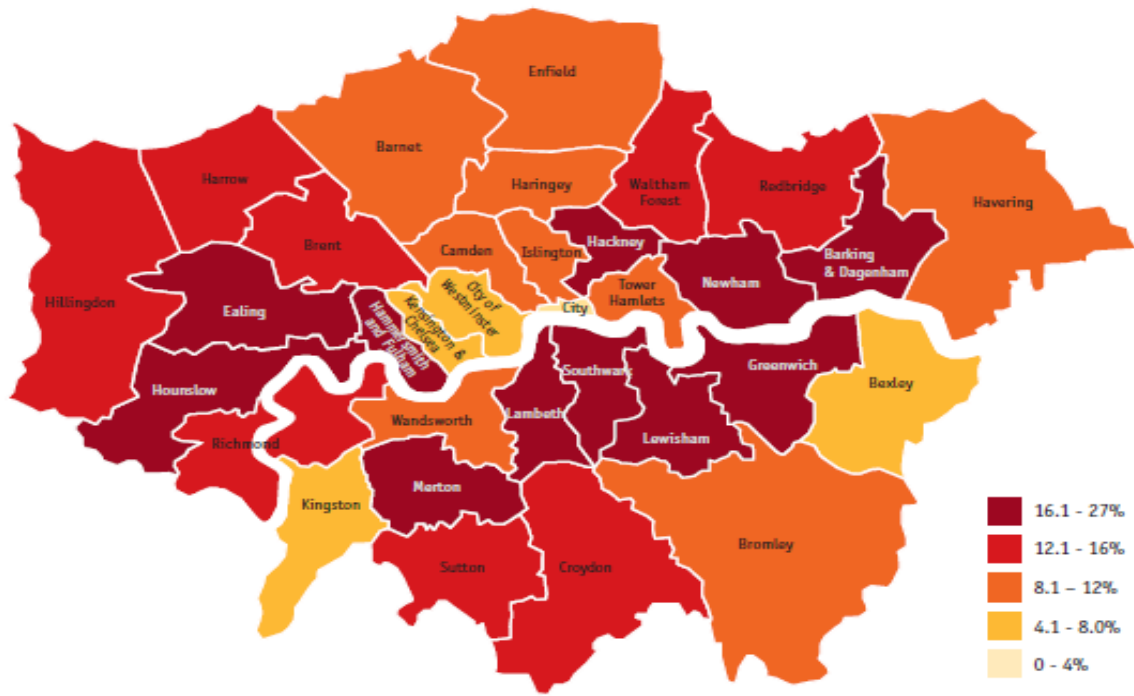 Enfield
Barnet
Harrow
Haringey
Waltham
Forest
Redbridge
Havering
Brent
Camden
Islington
Hackney
Barking
& Dagenham
Hillingdon
Ealing
Hammersmith
and Fulham
Kensington &
Chelsea
City of
Westminster
City
Tower
Hamlets
Newham
Hounslow
Richmond
Wandsworth
Lambeth
Southwark
Lewisham
Greenwich
Bexley
Kingston
Merton
Sutton
Croydon
Bromley
16.1 - 27%
12.1 - 16%
8.1 – 12%
4.1 - 8.0%
0 - 4%